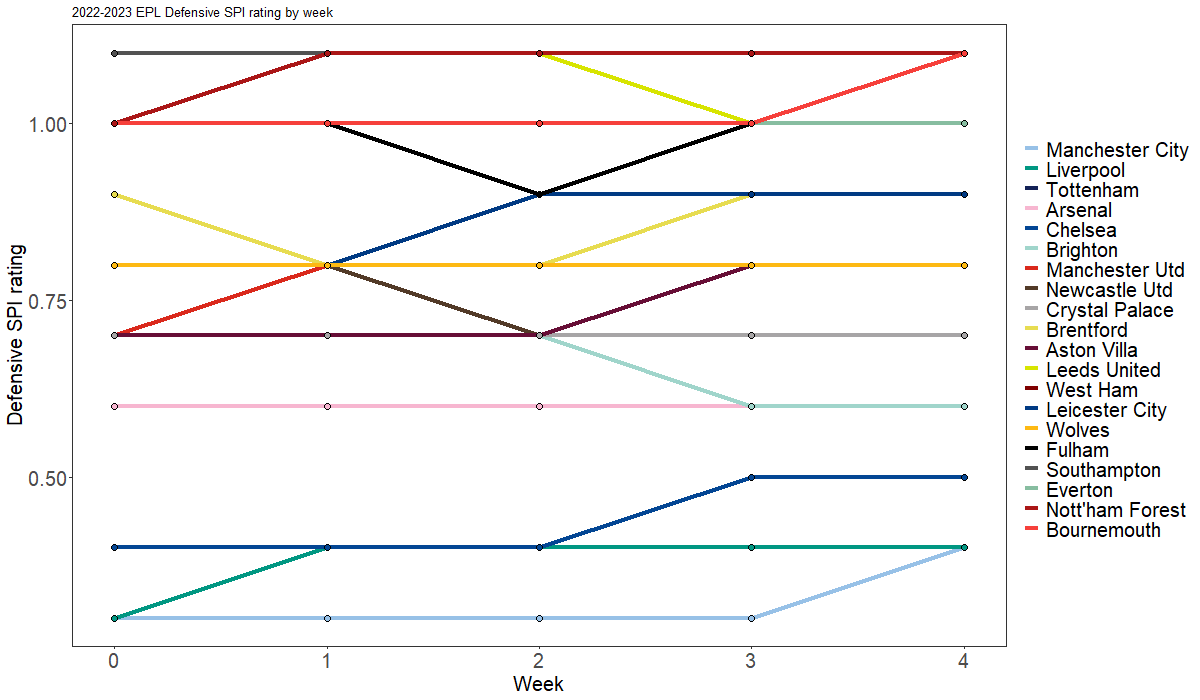 2022-2023 EPL Defensive SPI rating by week
Defensive SPI rating
1.00
0.75
0.50
0
1
2
3
4
Week
Manchester City
Liverpool
Tottenham
Arsenal
Chelsea
Brighton
Manchester Utd
Newcastle Utd
Crystal Palace
Brentford
Aston Villa
Leeds United
West Ham
Leicester City
Wolves
Fulham
Southampton
Everton
Nott'ham Forest
Bournemouth